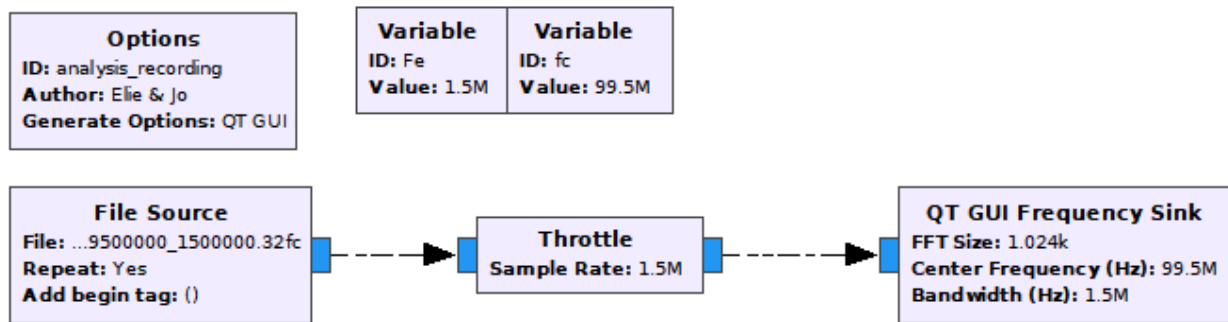 Options
ID: analysis_recording
Author: Elie & Jo
Generate Options: QT GUI
Variable
ID: Fe
Value: 1.5M
Variable
ID: fc
Value: 99.5M
File Source
File: ...9500000_1500000.32fc
Repeat: Yes
Add begin tag: ()
Throttle
Sample Rate: 1.5M
QT GUI Frequency Sink
FFT Size: 1.024k
Center Frequency (Hz): 99.5M
Bandwidth (Hz): 1.5M